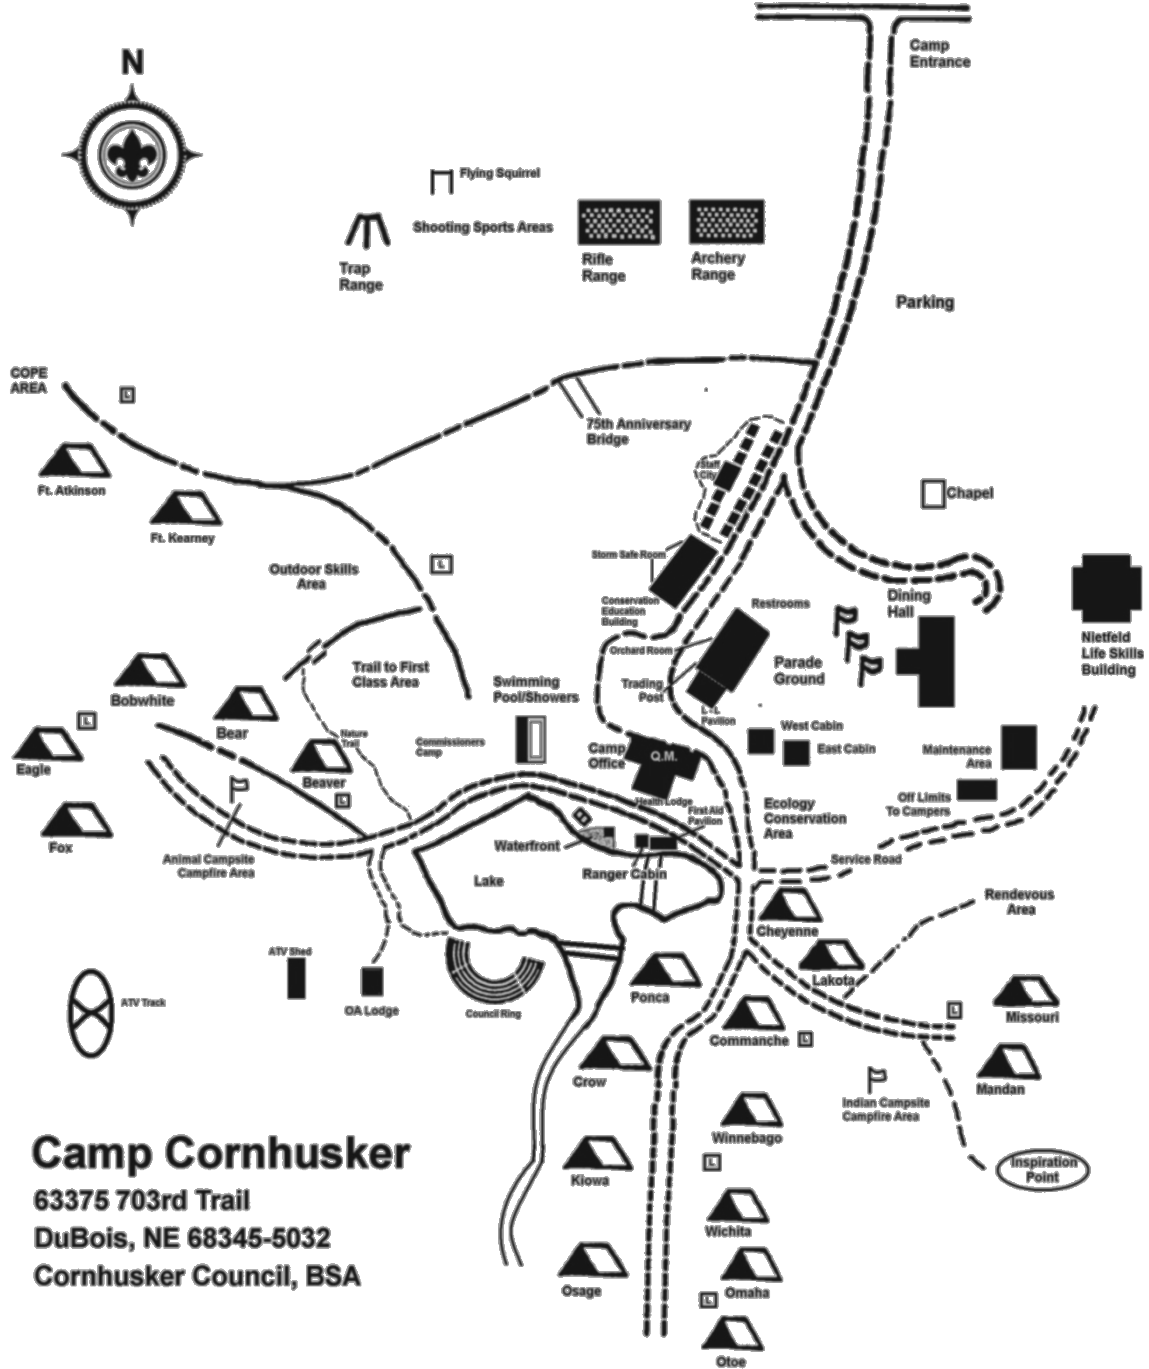 N
Camp
Entrance
Flying Squirrel
Shooting Sports Areas
Trap
Range
Rifle
Range
Archery
Range
Parking
COPE
AREA
L
75th Anniversary
Bridge
Staff
City
Ft. Atkinson
Ft. Kearney
Chapel
Outdoor Skills
Area
L
Storm Safe Room
Conservation
Education
Building
Restrooms
Dining
Hall
Nietfeld
Life Skills
Building
Orchard Room
Parade
Ground
Trading
Post
Trail to First
Class Area
Swimming
Pool/Showers
Bobwhite
L
Bear
Eagle
Nature
Trail
Commissioners
Camp
L - L
Pavilion
West Cabin
East Cabin
Camp
Office
Q.M.
Maintenance
Area
Beaver
L
Health Lodge
First Aid
Pavilion
Off Limits
To Campers
Ecology
Conservation
Area
Fox
Animal Campsite
Campfire Area
Waterfront
Lake
Ranger Cabin
Service Road
Rendevous
Area
Cheyenne
Lakota
ATV Shed
ATV Track
OA Lodge
Council Ring
Ponca
Commanche
L
L
Missouri
Mandan
Crow
Indian Campsite
Campfire Area
Winnebago
L
Inspiration
Point
Kiowa
Wichita
Osage
Omaha
L
Otoe
Camp Cornhusker
63375 703rd Trail
DuBois, NE 68345-5032
Cornhusker Council, BSA